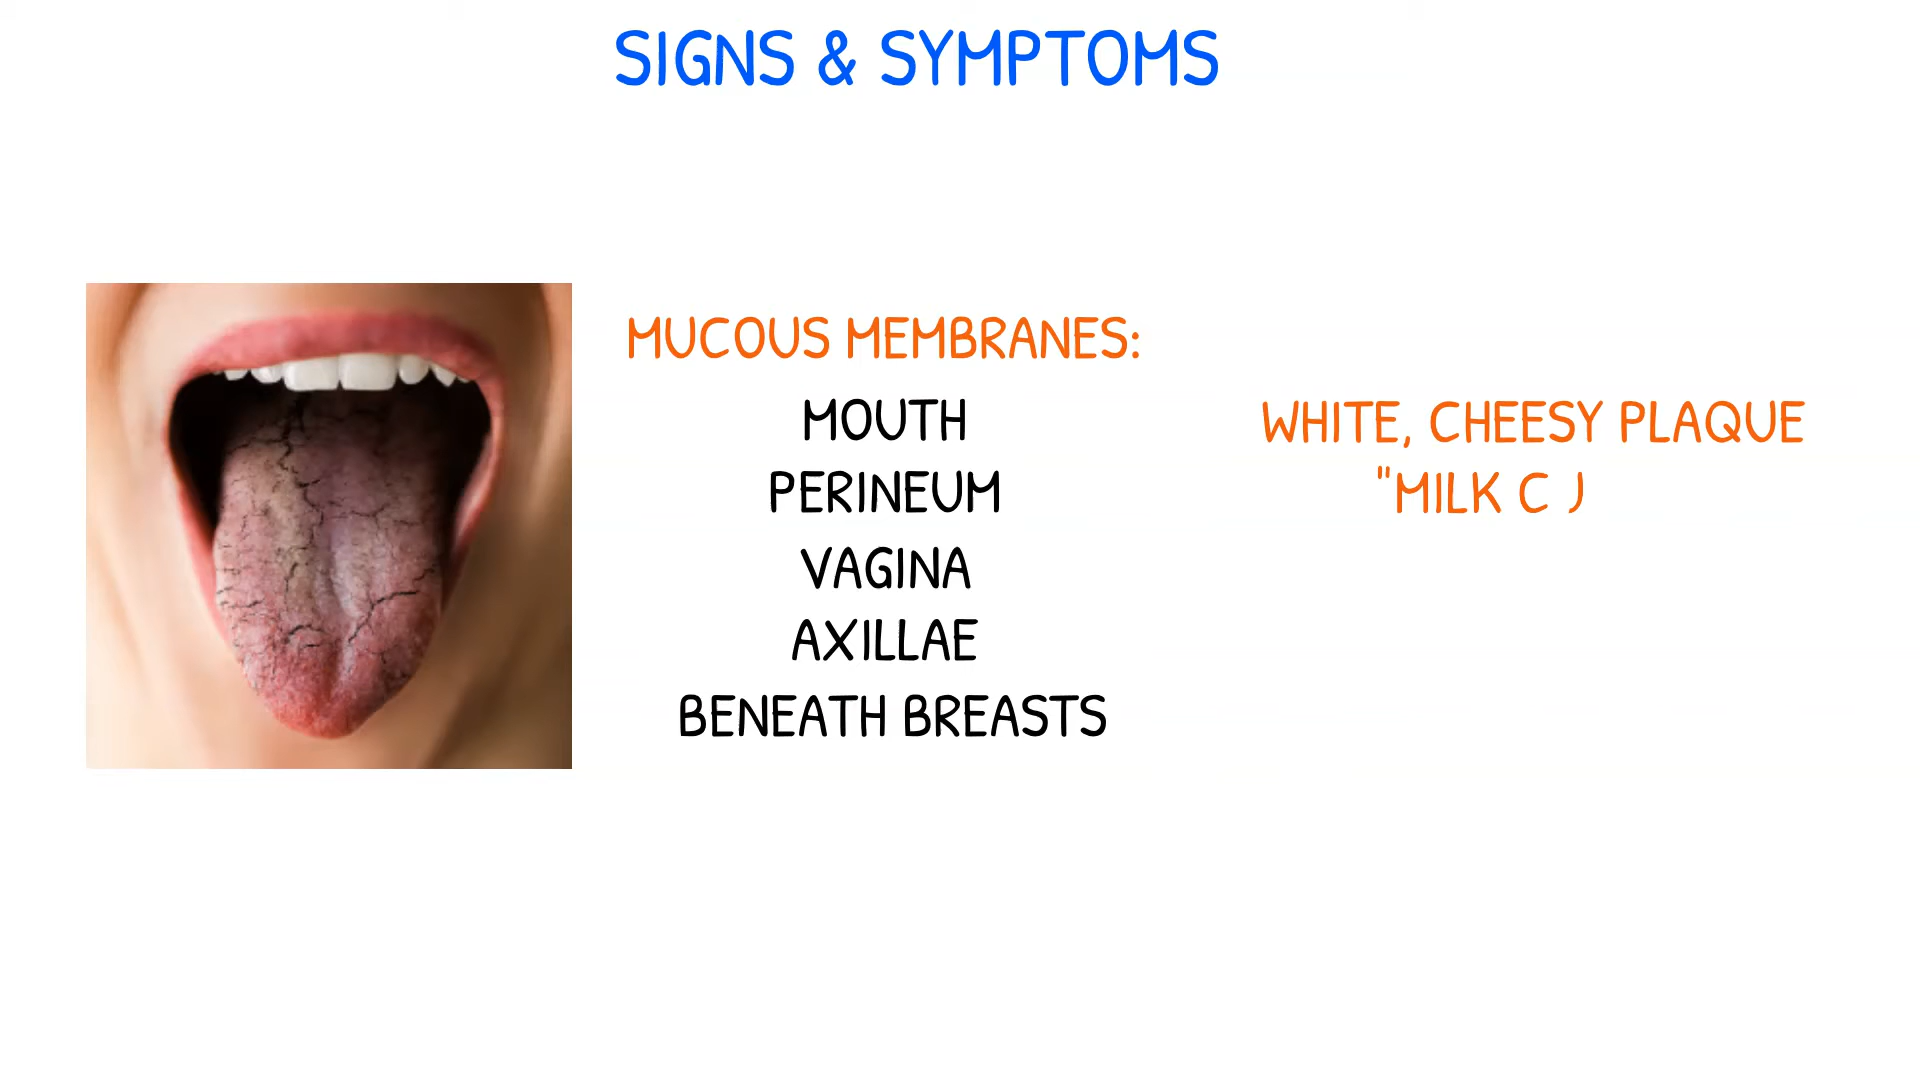 SIGNS & SYMPTOMS
MUCOUS MEMBRANES:
MOUTH
PERINEUM
VAGINA
AXILLAE
BENEATH BREASTS
WHITE, CHEESY PLAQUE
"MILK C